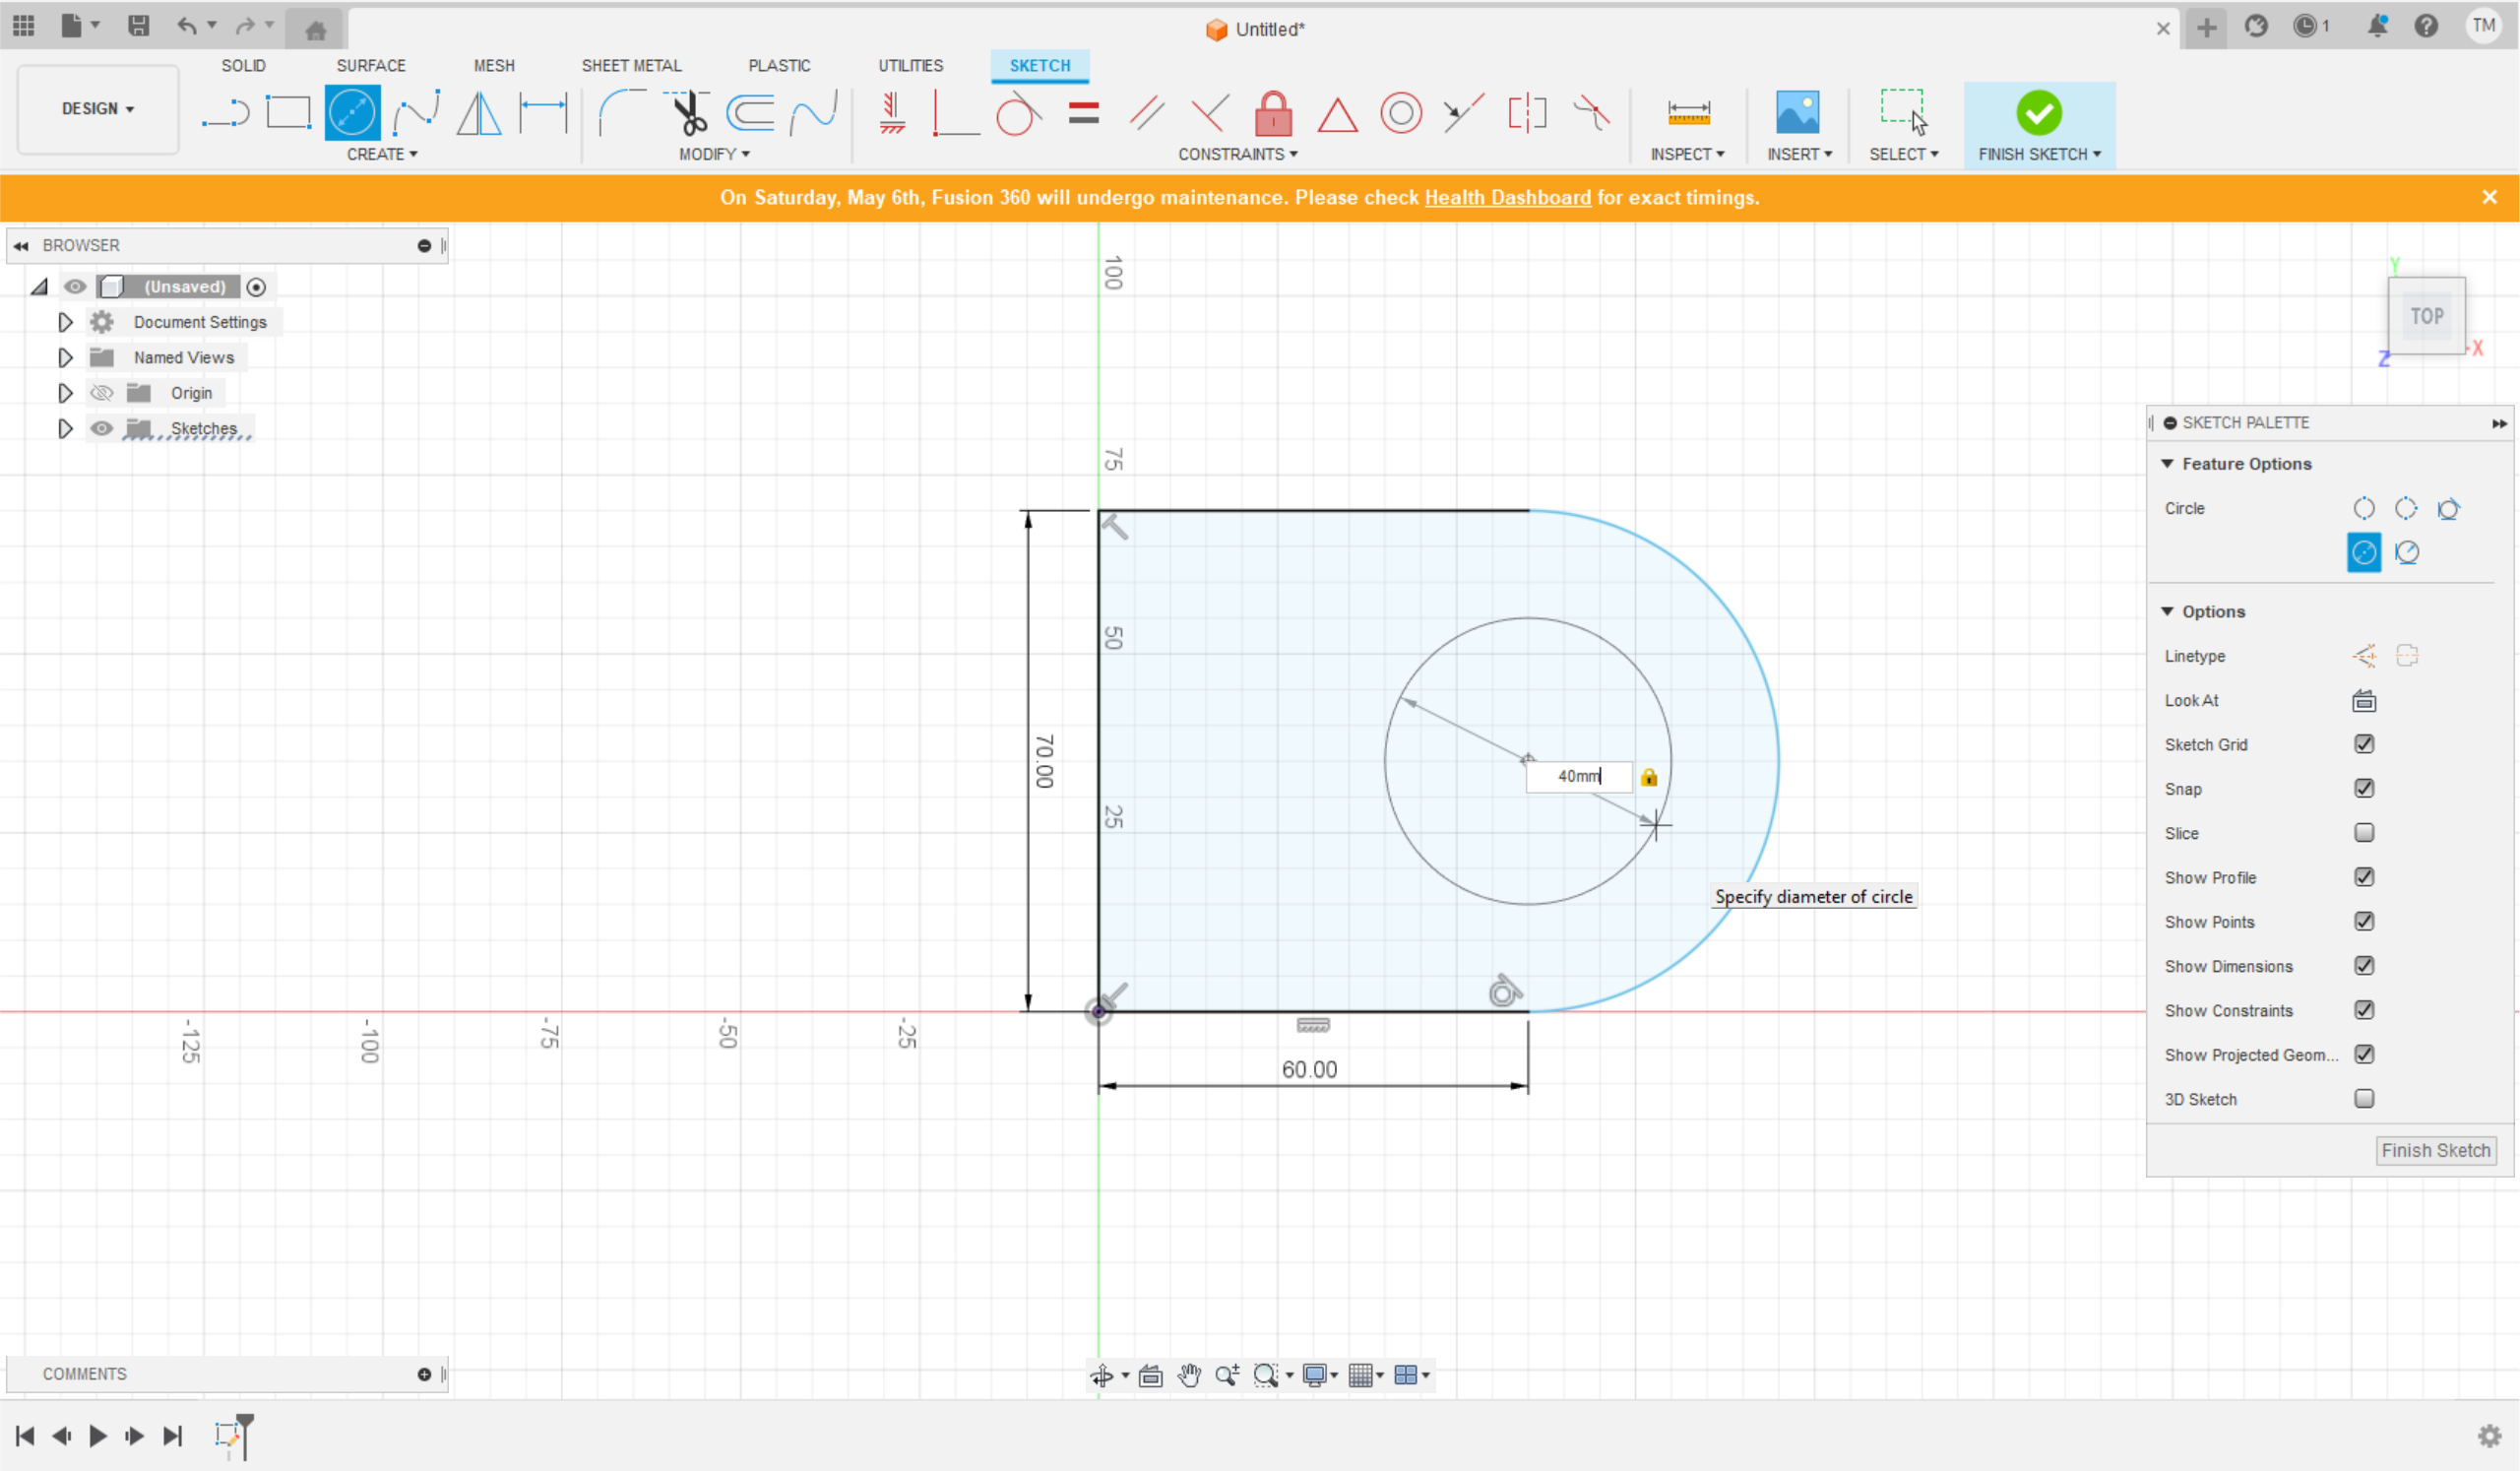 Untitled*
1
TM
SOLID
SURFACE
MESH
SHEET METAL
PLASTIC
UTILITIES
SKETCH
DESIGN
CREATE
MODIFY
CONSTRAINTS
INSPECT
INSERT
SELECT
FINISH SKETCH
On Saturday, May 6th, Fusion 360 will undergo maintenance. Please check Health Dashboard for exact timings.
BROWSER
(Unsaved)
Document Settings
Named Views
Origin
Sketches
100
75
50
25
-125
-100
-75
-50
-25
70.00
60.00
40mm
Specify diameter of circle
Y
TOP
X
Z
SKETCH PALETTE
Feature Options
Circle
Options
Linetype
Look At
Sketch Grid
Snap
Slice
Show Profile
Show Points
Show Dimensions
Show Constraints
Show Projected Geom...
3D Sketch
Finish Sketch
COMMENTS